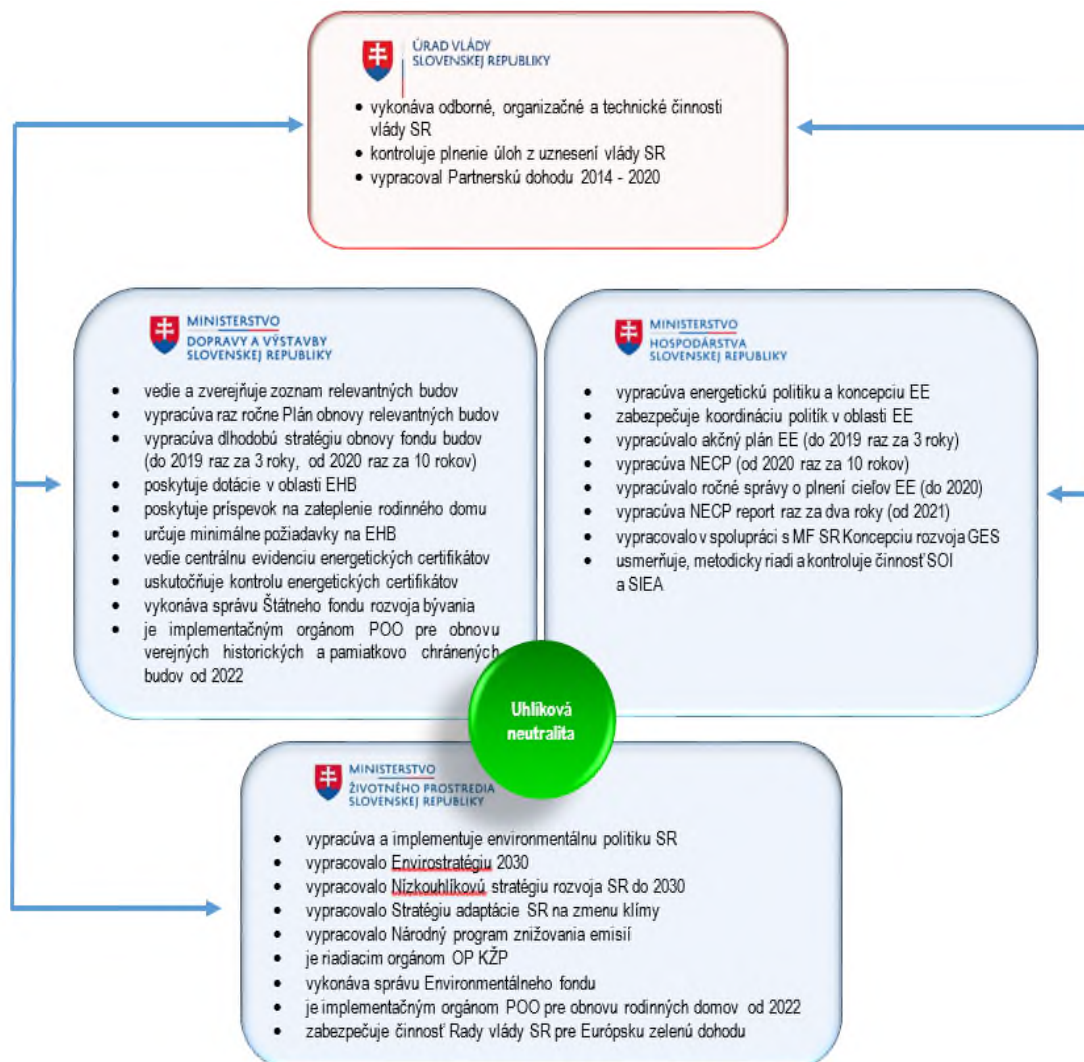 ÚRAD VLÁDY
SLOVENSKEJ REPUBLIKY
• vykonáva odborné, organizačné a technické činnosti
vlády SR
• kontroluje plnenie úloh z uznesení vlády SR
• vypracoval Partnerskú dohodu 2014 - 2020
MINISTERSTVO
DOPRAVY A VÝSTAVBY
SLOVENSKEJ REPUBLIKY
• vedie a zverejňuje zoznam relevantných budov
• vypracúva raz ročne Plán obnovy relevantných budov
• vypracúva dlhodobú stratégiu obnovy fondu budov
(do 2019 raz za 3 roky, od 2020 raz za 10 rokov)
• poskytuje dotácie v oblasti EHB
• poskytuje príspevok na zateplenie rodinného domu
• určuje minimálne požiadavky na EHB
• vedie centrálnu evidenciu energetických certifikátov
• uskutočňuje kontrolu energetických certifikátov
• vykonáva správu Štátneho fondu rozvoja bývania
• je implementačným orgánom POO pre obnovu
verejných historických a pamiatkovo chránených
budov od 2022
MINISTERSTVO
HOSPODÁRSTVA
SLOVENSKEJ REPUBLIKY
• vypracúva energetickú politiku a koncepciu EE
• zabezpečuje koordináciu politík v oblasti EE
• vypracúvalo akčný plán EE (do 2019 raz za 3 roky)
• vypracúva NECP (od 2020 raz za 10 rokov)
• vypracúvalo ročné správy o plnení cieľov EE (do 2020)
• vypracúva NECP report raz za dva roky (od 2021)
• vypracovalo v spolupráci s MF SR Koncepciu rozvoja GES
• usmerňuje, metodicky riadi a kontroluje činnosť SOI
a SIEA
Uhlíková
neutralita
MINISTERSTVO
ŽIVOTNÉHO PROSTREDIA
SLOVENSKEJ REPUBLIKY
• vypracúva a implementuje environmentálnu politiku SR
• vypracovalo Envirostratégiu 2030
• vypracovalo Nízkouhlíkovú stratégiu rozvoja SR do 2030
• vypracovalo Stratégiu adaptácie SR na zmenu klímy
• vypracovalo Národný program znižovania emisií
• je riadiacim orgánom OP KŽP
• vykonáva správu Environmentálneho fondu
• je implementačným orgánom POO pre obnovu rodinných domov od 2022
• zabezpečuje činnosť Rady vlády SR pre Európsku zelenú dohodu